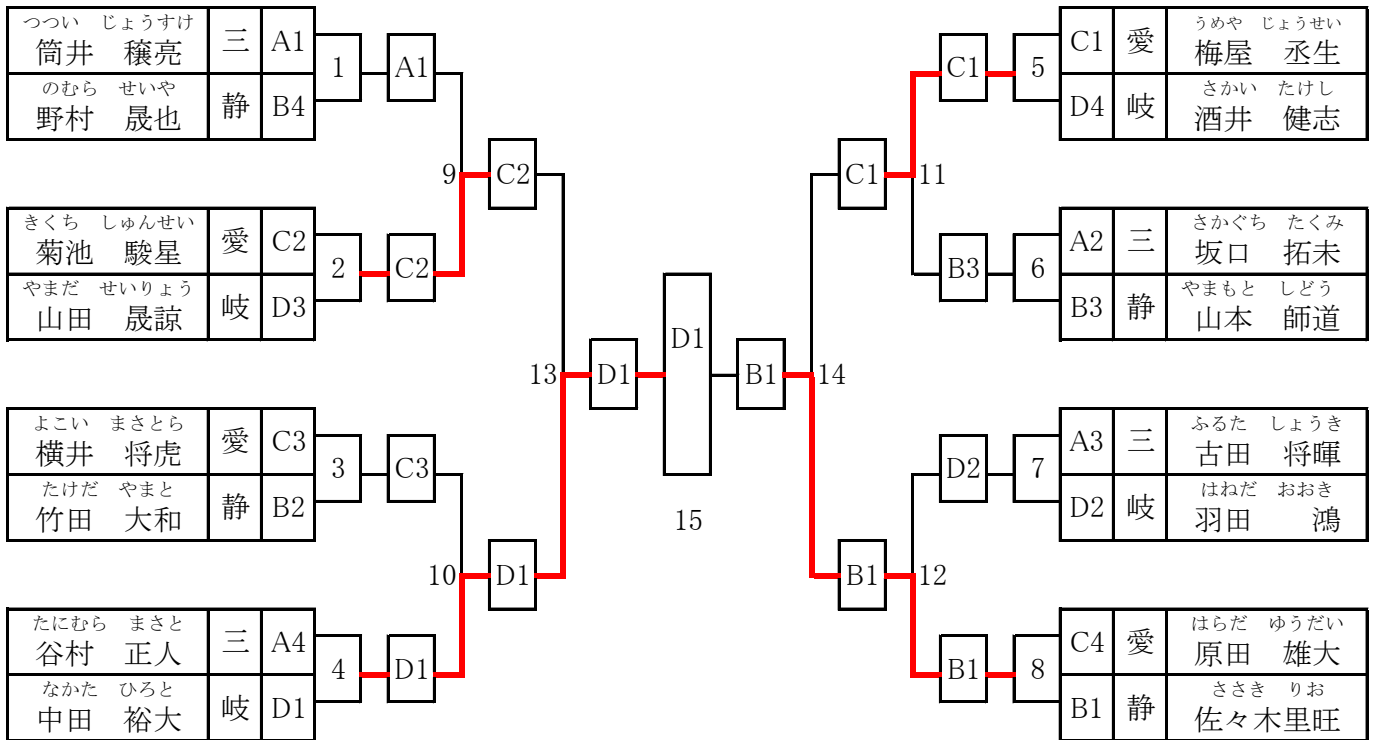 つつい　じょうすけ
筒井　穣亮 三 A1
のむら　せいや
野村　晟也 静 B4
1 A1
きくち　しゅんせい
菊池　駿星 愛 C2
やまだ　せいりょう
山田　晟諒 岐 D3
2 C2
9 C2
よこい　まさとら
横井　将虎 愛 C3
たけだ　やまと
竹田　大和 静 B2
3 C3
たにむら　まさと
谷村　正人 三 A4
なかた　ひろと
中田　裕大 岐 D1
4 D1
10 D1
13 D1
D1
15
B1 14
C1 11
C1 5
うめや　じょうせい
C1 愛 梅屋　丞生
さかい　たけし
D4 岐 酒井　健志
B3 6
さかぐち　たくみ
A2 三 坂口　拓未
やまもと　しどう
B3 静 山本　師道
B1 12
D2 7
ふるた　しょうき
A3 三 古田　将暉
はねだ　おおき
D2 岐 羽田　鴻
B1 8
はらだ　ゆうだい
C4 愛 原田　雄大
ささき　りお
B1 静 佐々木里旺